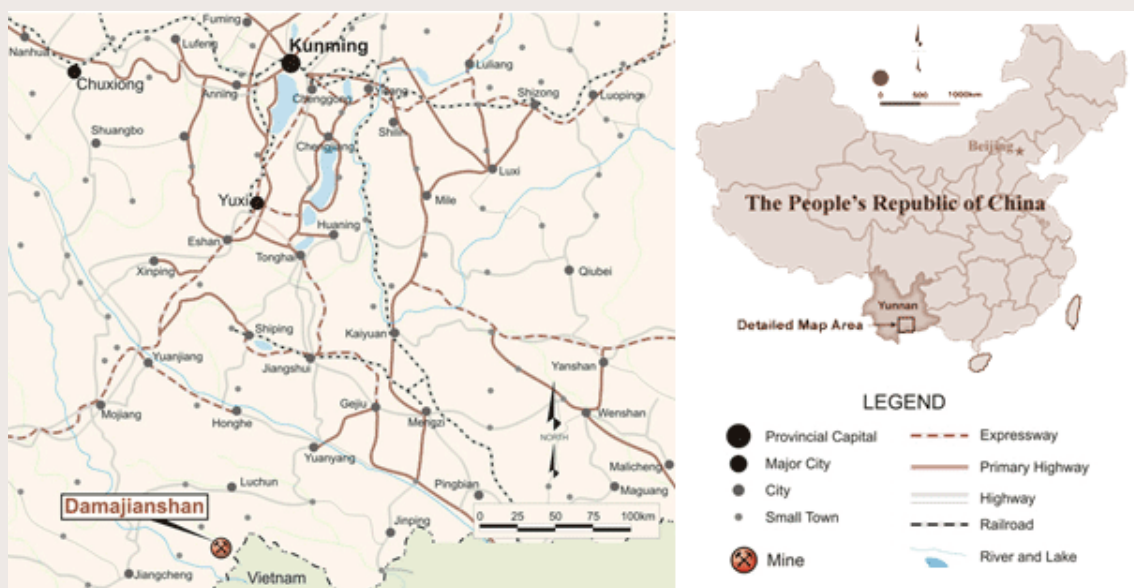 Fuming
Nanhua
Lufeng
Kunming
Chuxiong
Anning
Chenggong
Luliang
Shizong
Luoping
Shuangbo
Shilin
Chengjiang
Luxi
Yuxi
Mile
Eshan
Huaning
Tonghai
Xinping
Qiubei
Shiping
Kaiyuan
Yuanjiang
Jiangshui
Yanshan
Mojiang
Honghe
Gejiu
Mengzi
Wenshan
NORTH
Yuanyang
Malicheng
Luchun
Pingbian
Maguang
Damajianshan
0 25 50 75 100km
Jinping
Jiangcheng
Vietnam
0 500 1000km
Beijing
The People's Republic of China
Yunnan
Detailed Map Area
LEGEND
Provincial Capital
Major City
City
Small Town
Mine
Expressway
Primary Highway
Highway
Railroad
River and Lake